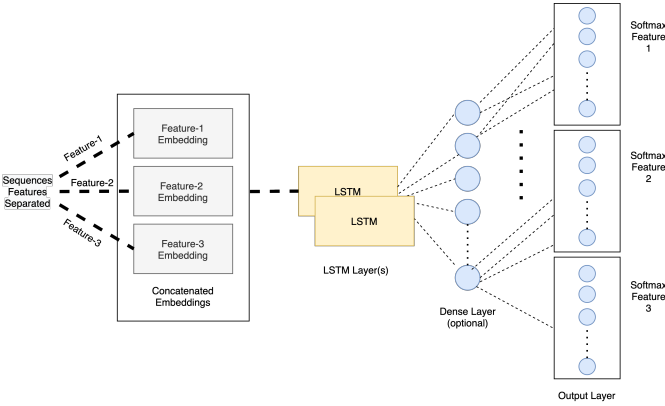 Sequences
Features
Separated
Feature-1
Feature-2
Feature-3
Feature-1
Embedding
Feature-2
Embedding
Feature-3
Embedding
Concatenated
Embeddings
LSTM
LSTM
LSTM Layer(s)
Dense Layer
(optional)
Softmax
Feature
1
Softmax
Feature
2
Softmax
Feature
3
Output Layer